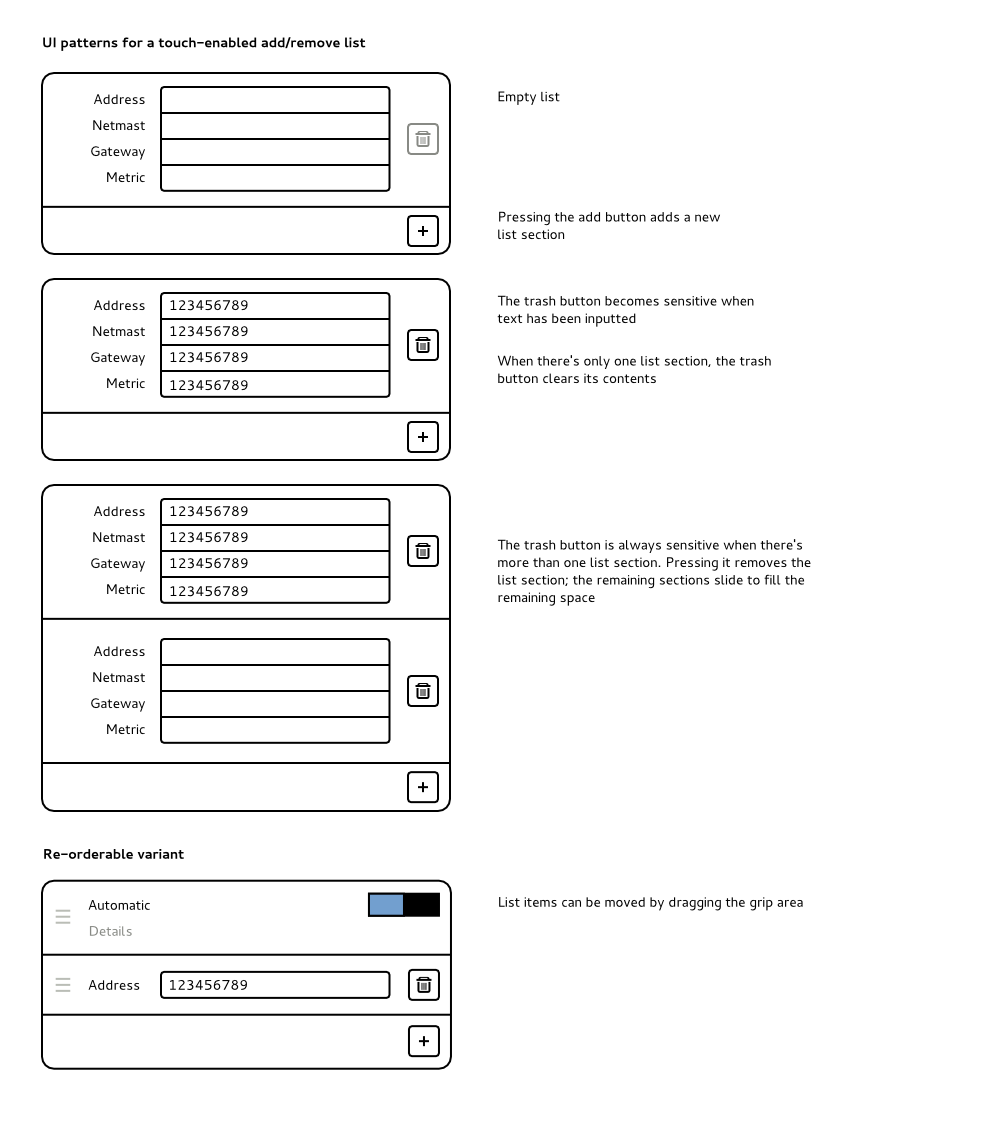 UI patterns for a touch-enabled add/remove list
Address
Netmast
Gateway
Metric
Empty list
+
Pressing the add button adds a new
list section
Address 123456789
Netmast 123456789
Gateway 123456789
Metric 123456789
The trash button becomes sensitive when
text has been inputted
When there's only one list section, the trash
button clears its contents
+
Address 123456789
Netmast 123456789
Gateway 123456789
Metric 123456789
The trash button is always sensitive when there's
more than one list section. Pressing it removes the
list section; the remaining sections slide to fill the
remaining space
Address
Netmast
Gateway
Metric
+
Re-orderable variant
Automatic
Details
List items can be moved by dragging the grip area
Address 123456789
+